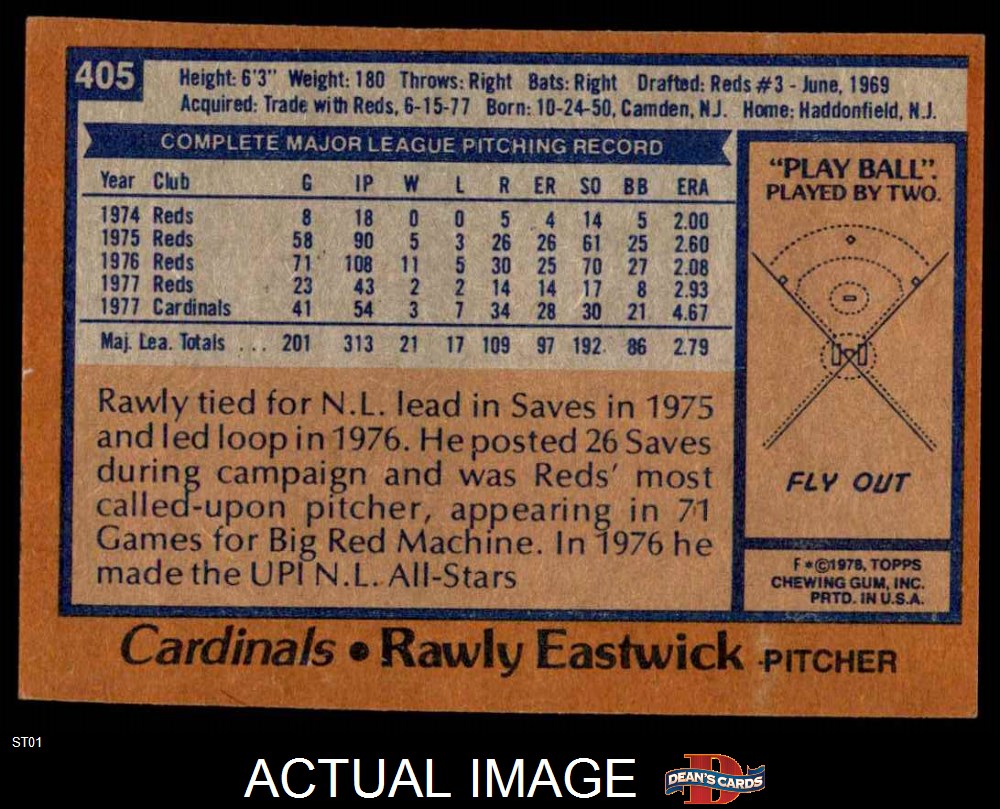 405
Height: 6'3" Weight: 180 Throws: Right Bats: Right Drafted: Reds #3 - June, 1969
Acquired: Trade with Reds, 6-15-77 Born: 10-24-50, Camden, N.J. Home: Haddonfield, N.J.
COMPLETE MAJOR LEAGUE PITCHING RECORD
Year Club G IP W L R ER SO BB ERA
1974 Reds 8 18 0 0 5 4 14 5 2.00
1975 Reds 58 90 5 3 26 26 61 25 2.60
1976 Reds 71 108 11 5 30 25 70 27 2.08
1977 Reds 23 43 2 2 14 14 17 8 2.93
1977 Cardinals 41 54 3 7 34 28 30 21 4.67
Maj. Lea. Totals ... 201 313 21 17 109 97 192 86 2.79
Rawly tied for N.L. lead in Saves in 1975
and led loop in 1976. He posted 26 Saves
during campaign and was Reds' most
called-upon pitcher, appearing in 71
Games for Big Red Machine. In 1976 he
made the UPI N.L. All-Stars
"PLAY BALL".
PLAYED BY TWO.
FLY OUT
F*©1978, TOPPS
CHEWING GUM, INC.
PRTD. IN U.S.A.
Cardinals • Rawly Eastwick -PITCHER
ST01
ACTUAL IMAGE
DEAN'S CARDS